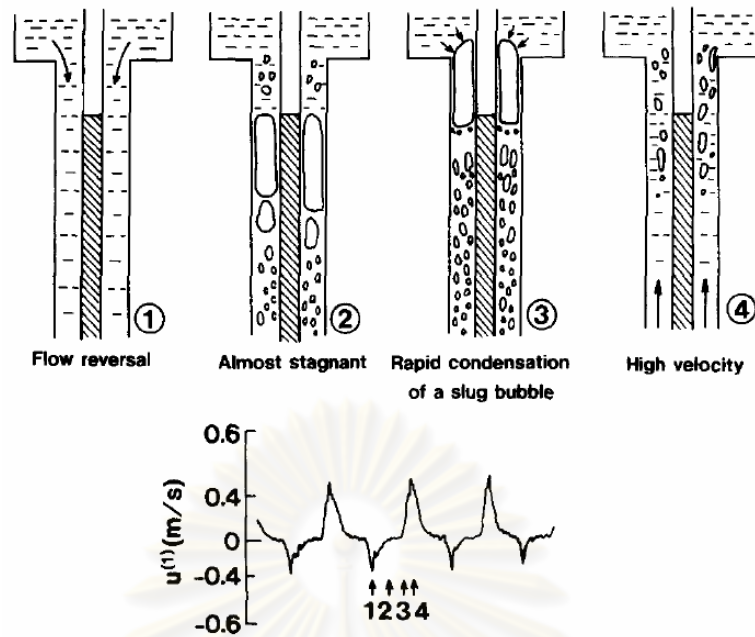 1
2
3
4
Flow reversal
Almost stagnant
Rapid condensation
of a slug bubble
High velocity
0.6
0.4
0
-0.4
-0.6
u(1)(m/s)
1234